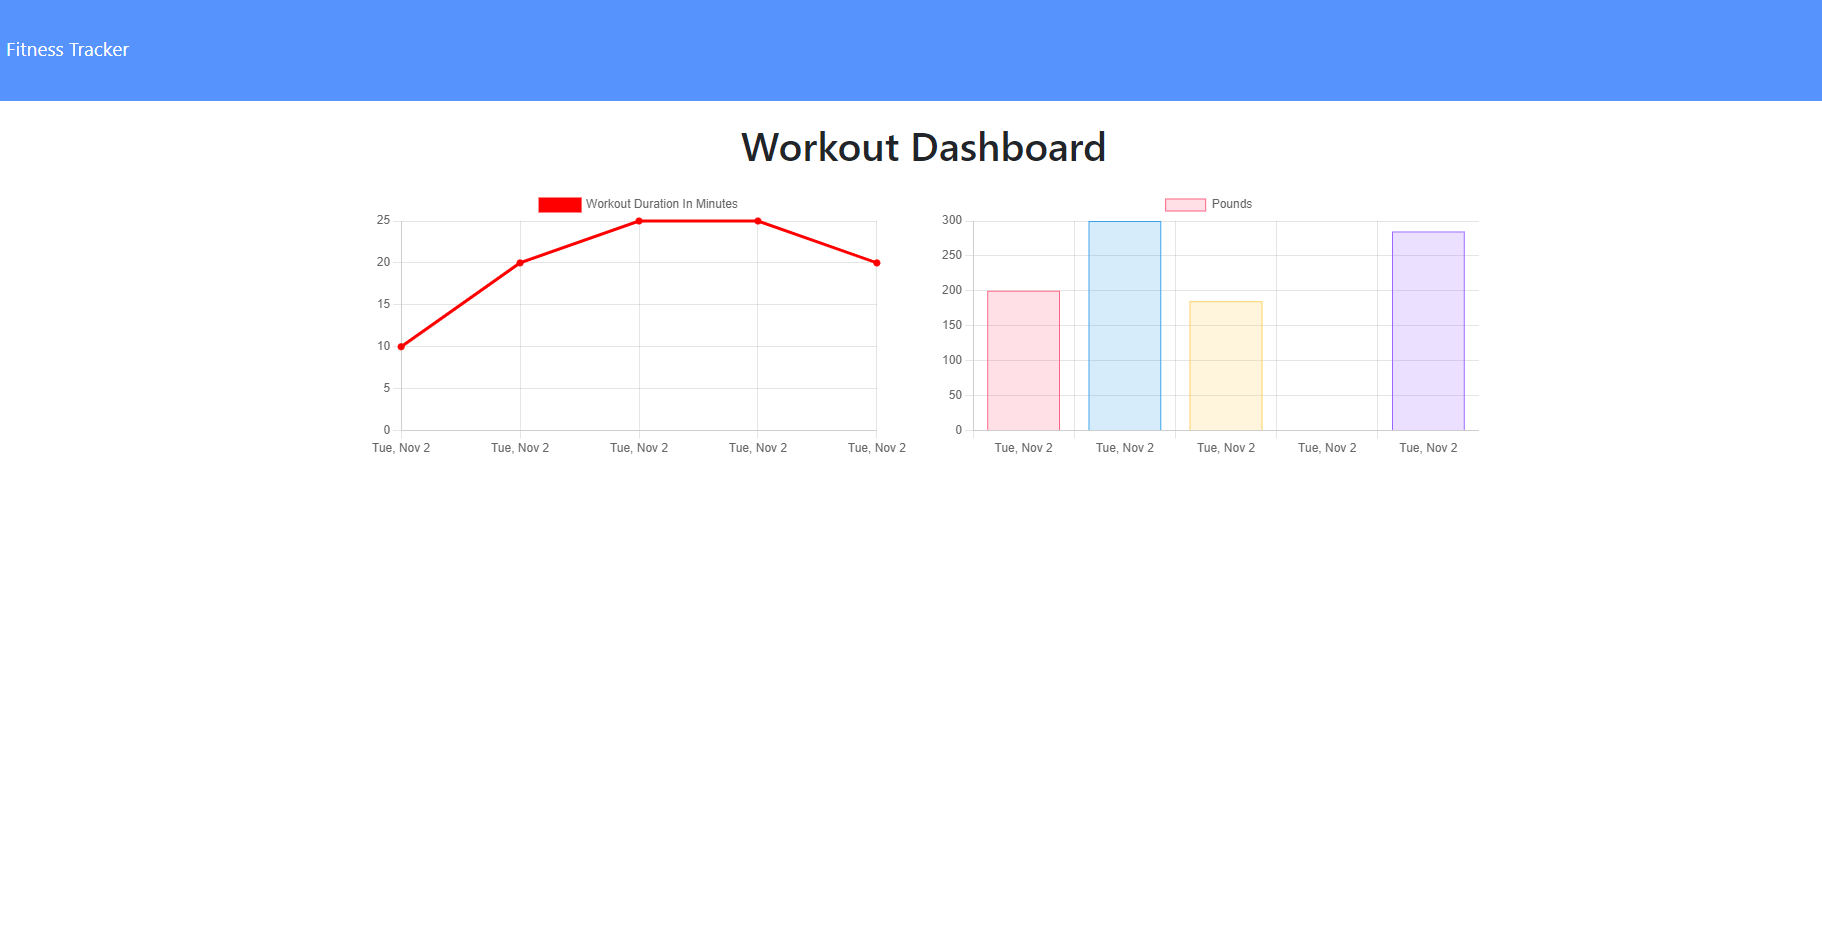 Fitness Tracker
Workout Dashboard
Workout Duration In Minutes
25
20
15
10
5
0
Tue, Nov 2 Tue, Nov 2 Tue, Nov 2 Tue, Nov 2 Tue, Nov 2
Pounds
300
250
200
150
100
50
0
Tue, Nov 2 Tue, Nov 2 Tue, Nov 2 Tue, Nov 2 Tue, Nov 2